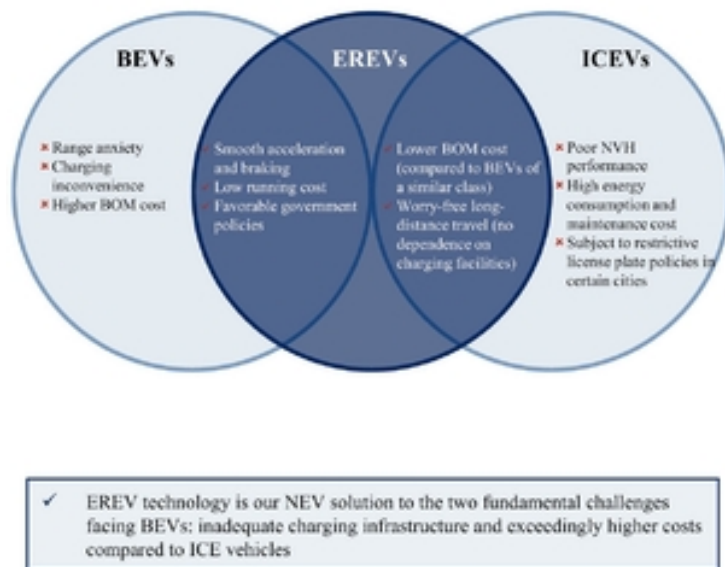 BEVs
EREVs
ICEVs
× Range anxiety
× Charging
inconvenience
× Higher BOM cost
✓ Smooth acceleration
and braking
✓ Low running cost
✓ Favorable government
policies
✓ Lower BOM cost
(compared to BEVs of
a similar class)
✓ Worry-free long-
distance travel (no
dependence on
charging facilities)
× Poor NVH
performance
× High energy
consumption and
maintenance cost
× Subject to restrictive
license plate policies in
certain cities
✓ EREV technology is our NEV solution to the two fundamental challenges
facing BEVs: inadequate charging infrastructure and exceedingly higher costs
compared to ICE vehicles